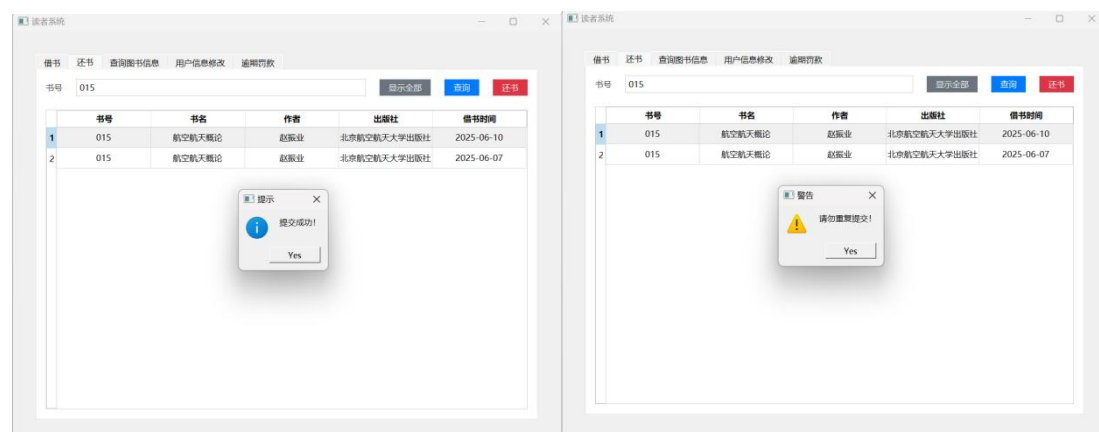 读者系统
借书 还书 查询图书信息 用户信息修改 逾期罚款
书号 015 显示全部 查询 还书
书号 书名 作者 出版社 借书时间
1 015 航空航天概论 赵振业 北京航空航天大学出版社 2025-06-10
2 015 航空航天概论 赵振业 北京航空航天大学出版社 2025-06-07
提示
提交成功!
Yes
读者系统
借书 还书 查询图书信息 用户信息修改 逾期罚款
书号 015 显示全部 查询 还书
书号 书名 作者 出版社 借书时间
1 015 航空航天概论 赵振业 北京航空航天大学出版社 2025-06-10
2 015 航空航天概论 赵振业 北京航空航天大学出版社 2025-06-07
警告
请勿重复提交!
Yes